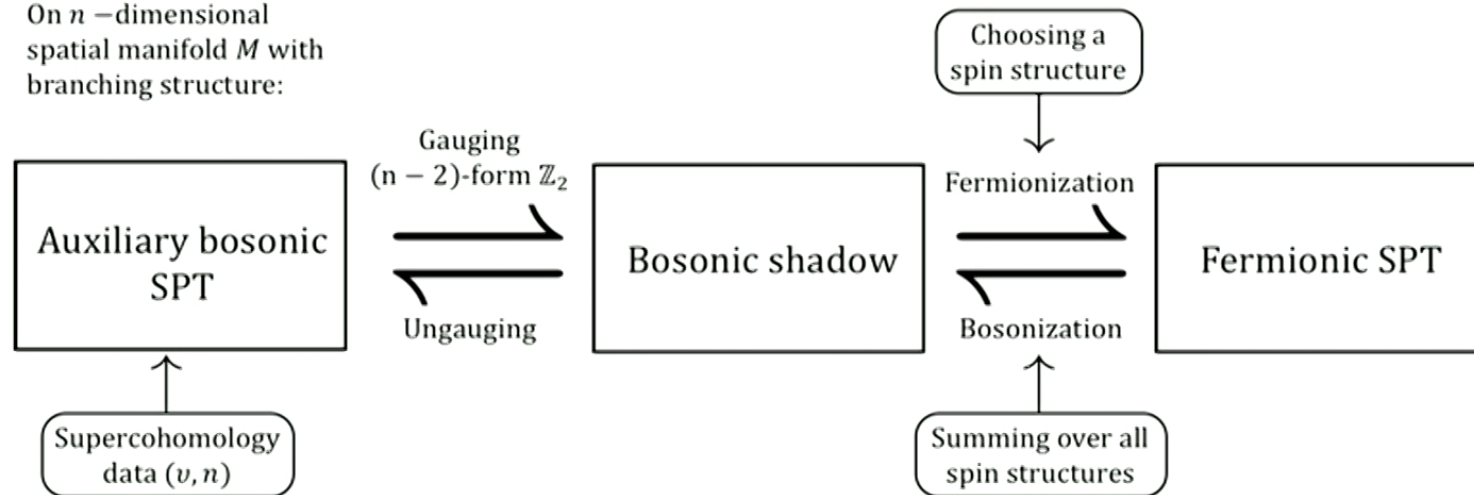 On n −dimensional
spatial manifold M with
branching structure:
Choosing a
spin structure
Gauging
(n − 2)-form ℤ₂
Fermionization
Auxiliary bosonic
SPT
Bosonic shadow
Fermionic SPT
Ungauging
Bosonization
Supercohomology
data (υ, n)
Summing over all
spin structures